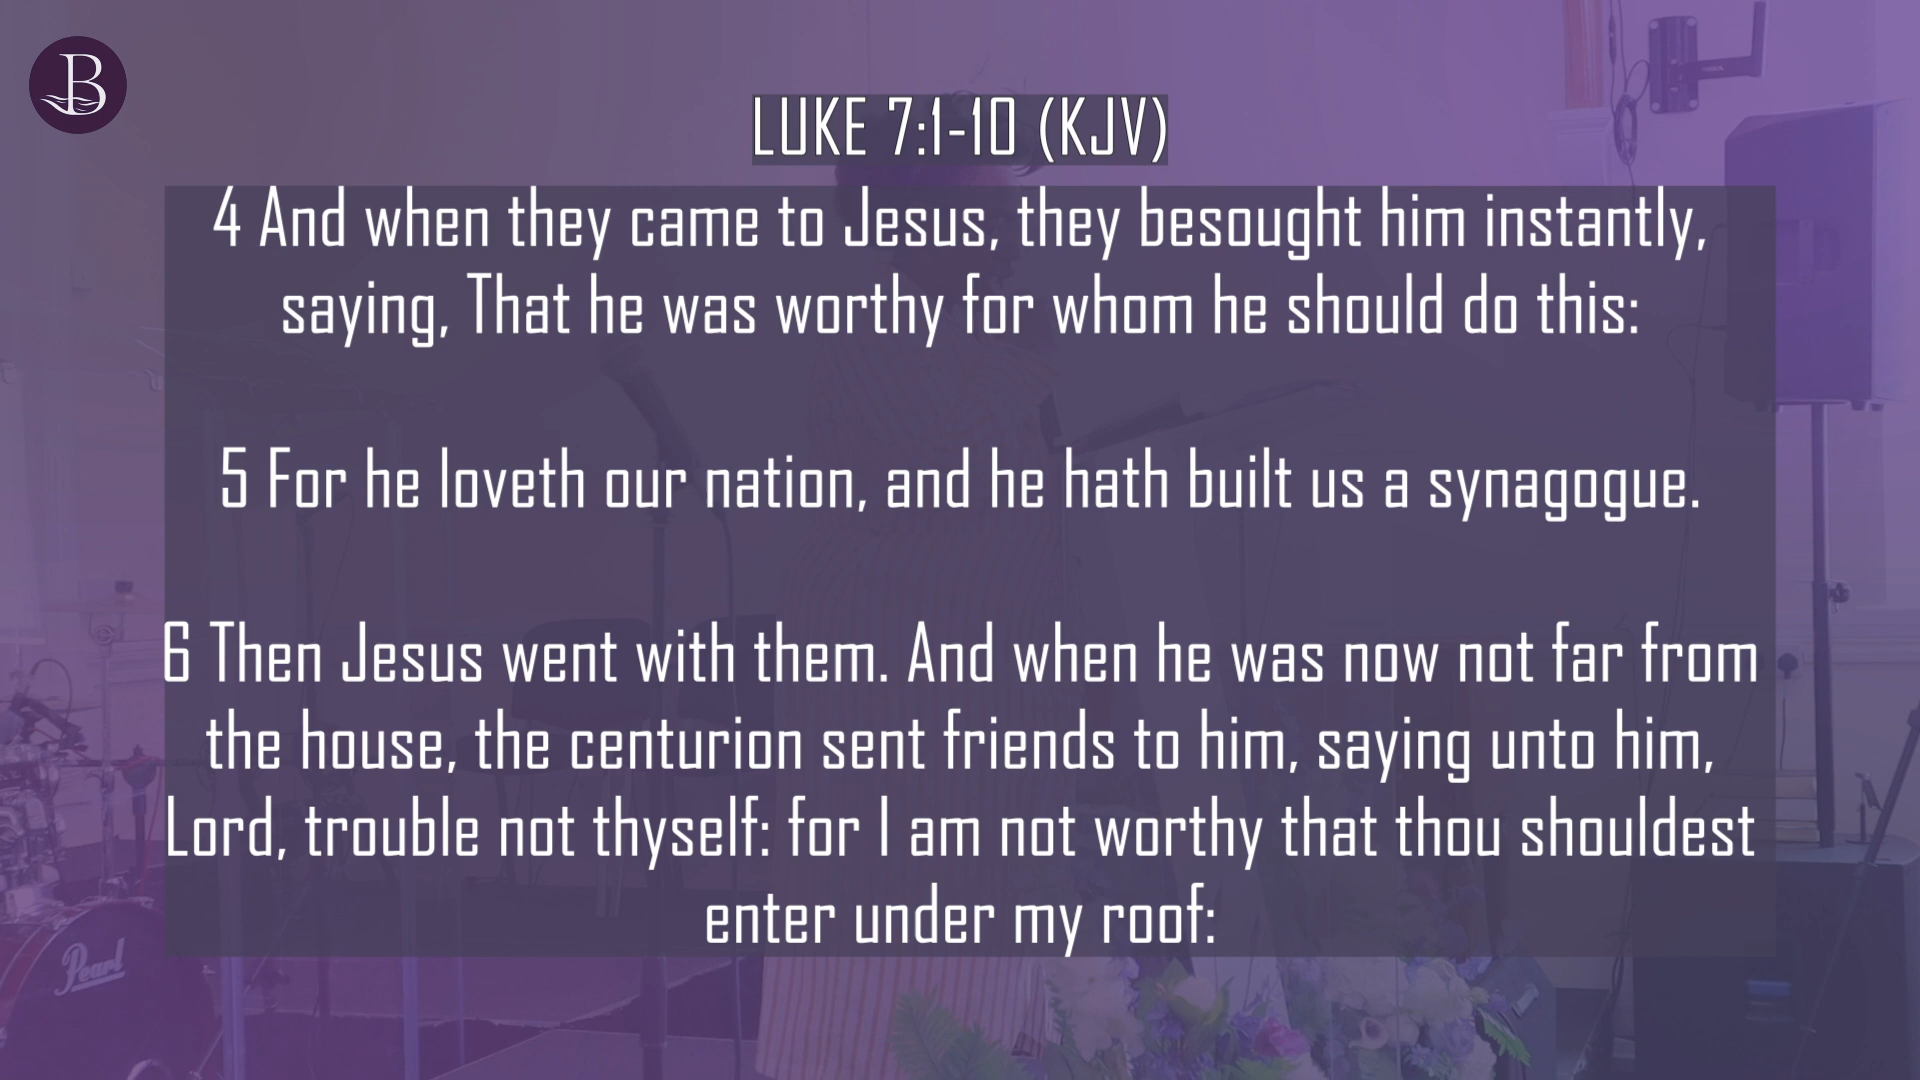 B
LUKE 7:1-10 (KJV)
4 And when they came to Jesus, they besought him instantly,
saying, That he was worthy for whom he should do this:
5 For he loveth our nation, and he hath built us a synagogue.
6 Then Jesus went with them. And when he was now not far from
the house, the centurion sent friends to him, saying unto him,
Lord, trouble not thyself: for I am not worthy that thou shouldest
enter under my roof:
Pearl